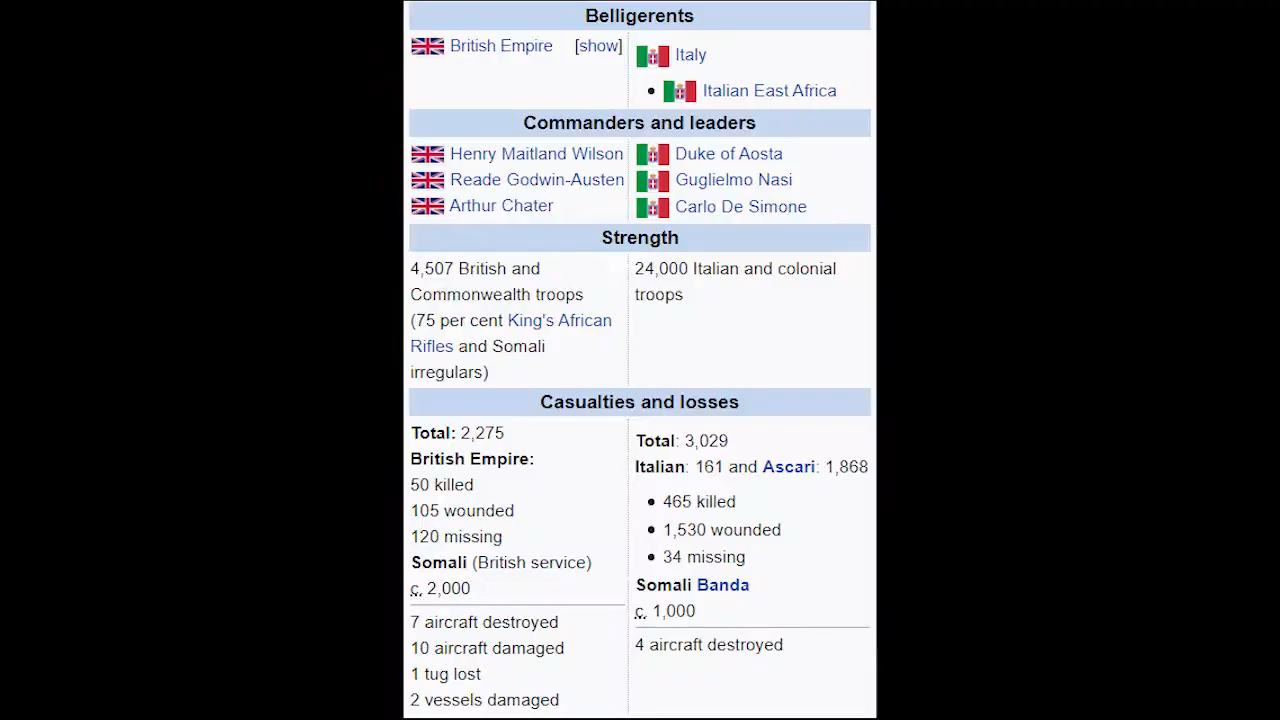 Belligerents
British Empire [show]
Italy
• Italian East Africa
Commanders and leaders
Henry Maitland Wilson
Reade Godwin-Austen
Arthur Chater
Duke of Aosta
Guglielmo Nasi
Carlo De Simone
Strength
4,507 British and
Commonwealth troops
(75 per cent King's African
Rifles and Somali
irregulars)
24,000 Italian and colonial
troops
Casualties and losses
Total: 2,275
British Empire:
50 killed
105 wounded
120 missing
Somali (British service)
c. 2,000
7 aircraft destroyed
10 aircraft damaged
1 tug lost
2 vessels damaged
Total: 3,029
Italian: 161 and Ascari: 1,868
• 465 killed
• 1,530 wounded
• 34 missing
Somali Banda
c. 1,000
4 aircraft destroyed